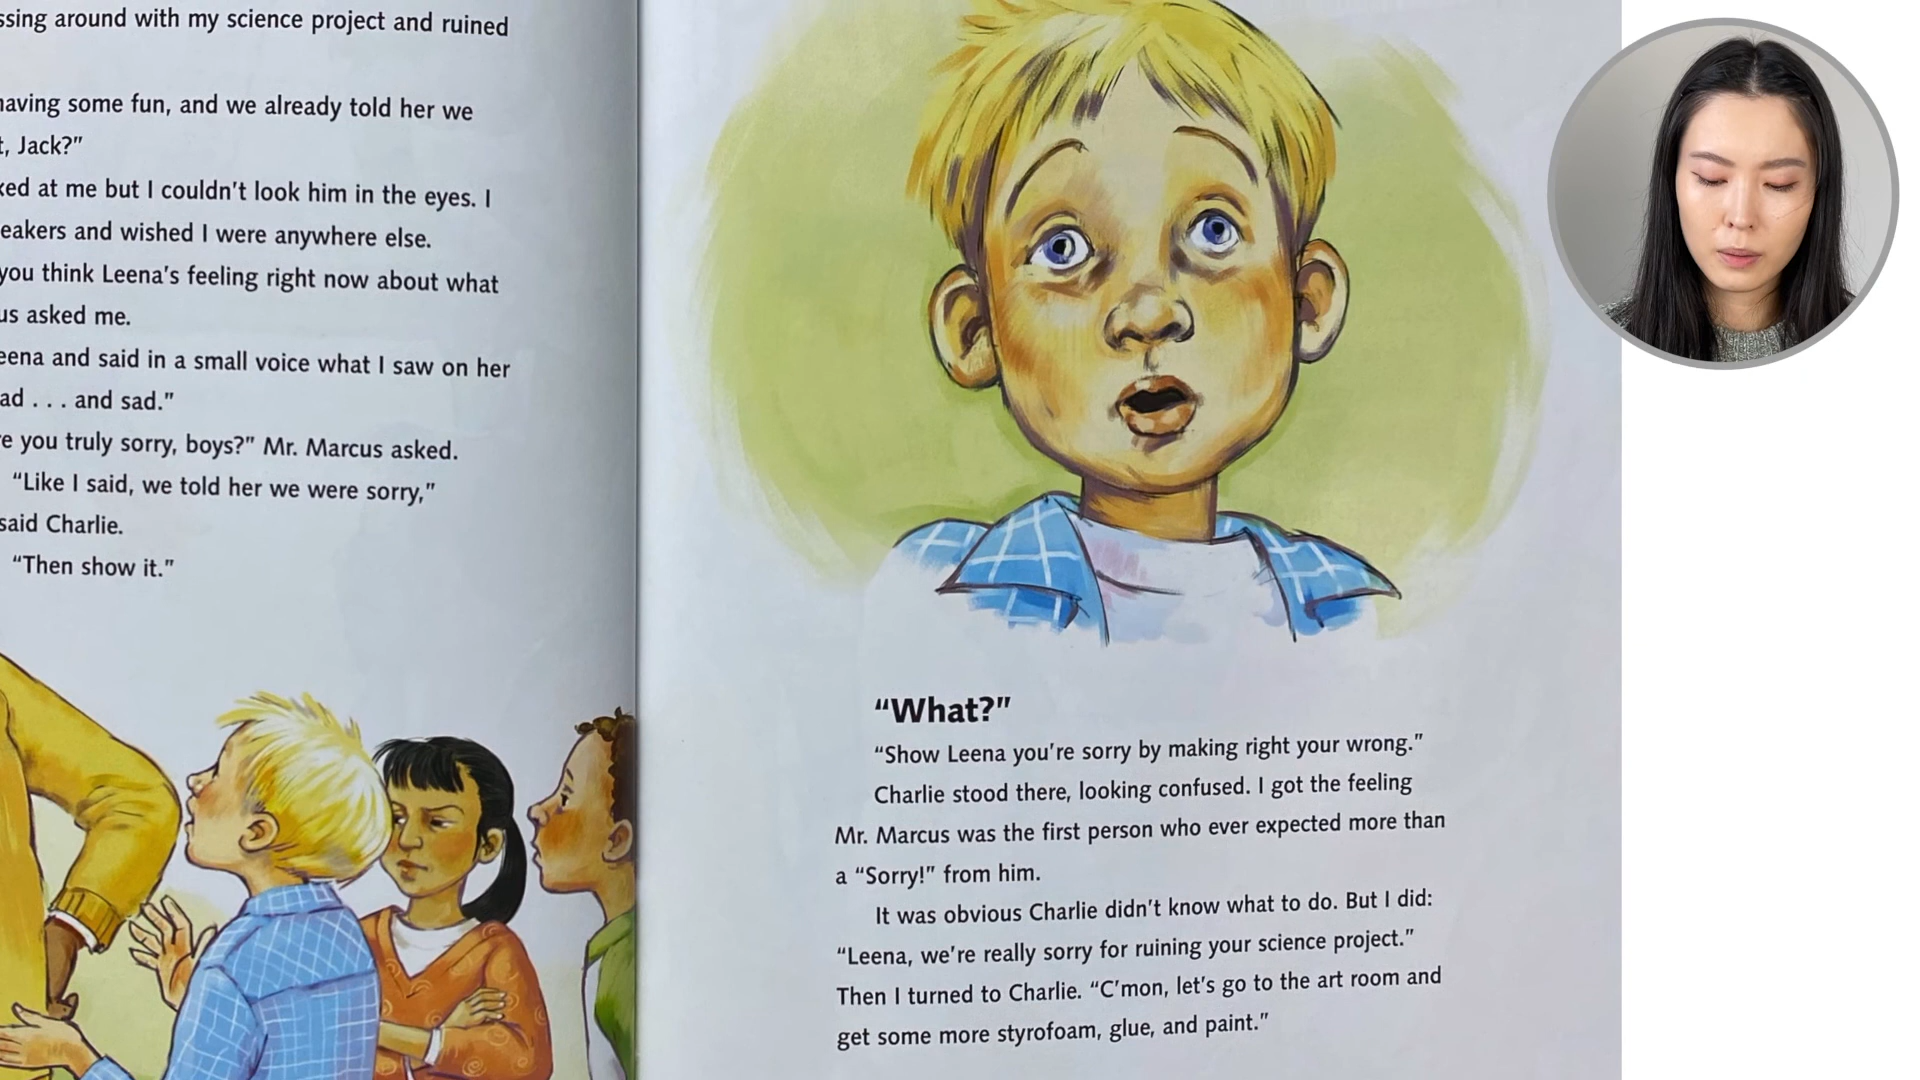 ssing around with my science project and ruined
having some fun, and we already told her we
t, Jack?”
ked at me but I couldn’t look him in the eyes. I
eakers and wished I were anywhere else.
you think Leena’s feeling right now about what
us asked me.
eena and said in a small voice what I saw on her
ad . . . and sad.”
re you truly sorry, boys?” Mr. Marcus asked.
“Like I said, we told her we were sorry,”
said Charlie.
“Then show it.”
“What?”
“Show Leena you’re sorry by making right your wrong.”
Charlie stood there, looking confused. I got the feeling
Mr. Marcus was the first person who ever expected more than
a “Sorry!” from him.
It was obvious Charlie didn’t know what to do. But I did:
“Leena, we’re really sorry for ruining your science project.”
Then I turned to Charlie. “C’mon, let’s go to the art room and
get some more styrofoam, glue, and paint.”